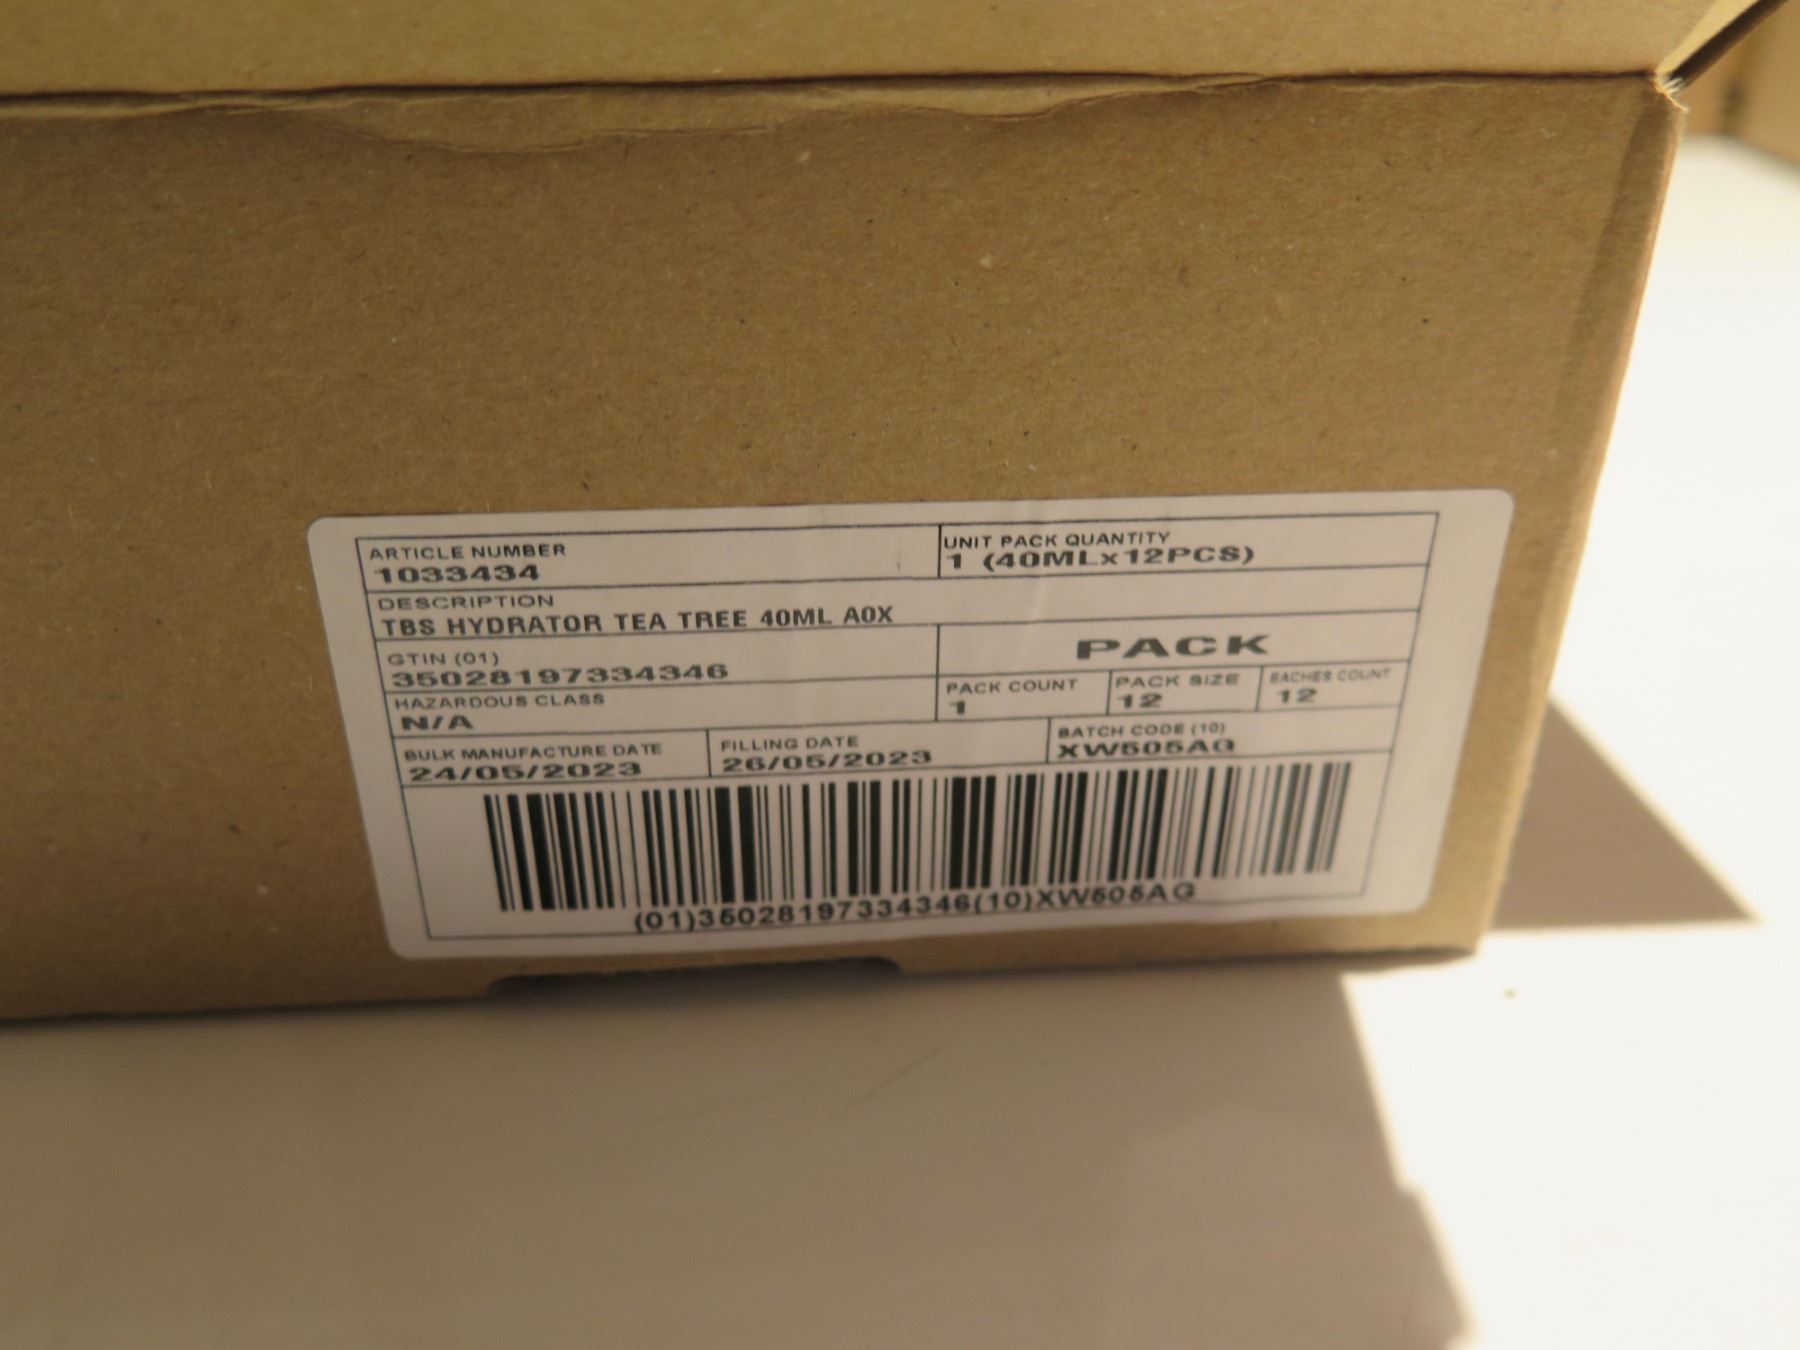 ARTICLE NUMBER
1033434
UNIT PACK QUANTITY
1 (40MLx12PCS)
DESCRIPTION
TBS HYDRATOR TEA TREE 40ML A0X
GTIN (01)
35028197334346
PACK
HAZARDOUS CLASS
N/A
PACK COUNT
1
PACK SIZE
12
EACHES COUNT
12
BULK MANUFACTURE DATE
24/05/2023
FILLING DATE
26/05/2023
BATCH CODE (10)
XW505AG
(01)35028197334346(10)XW505AG